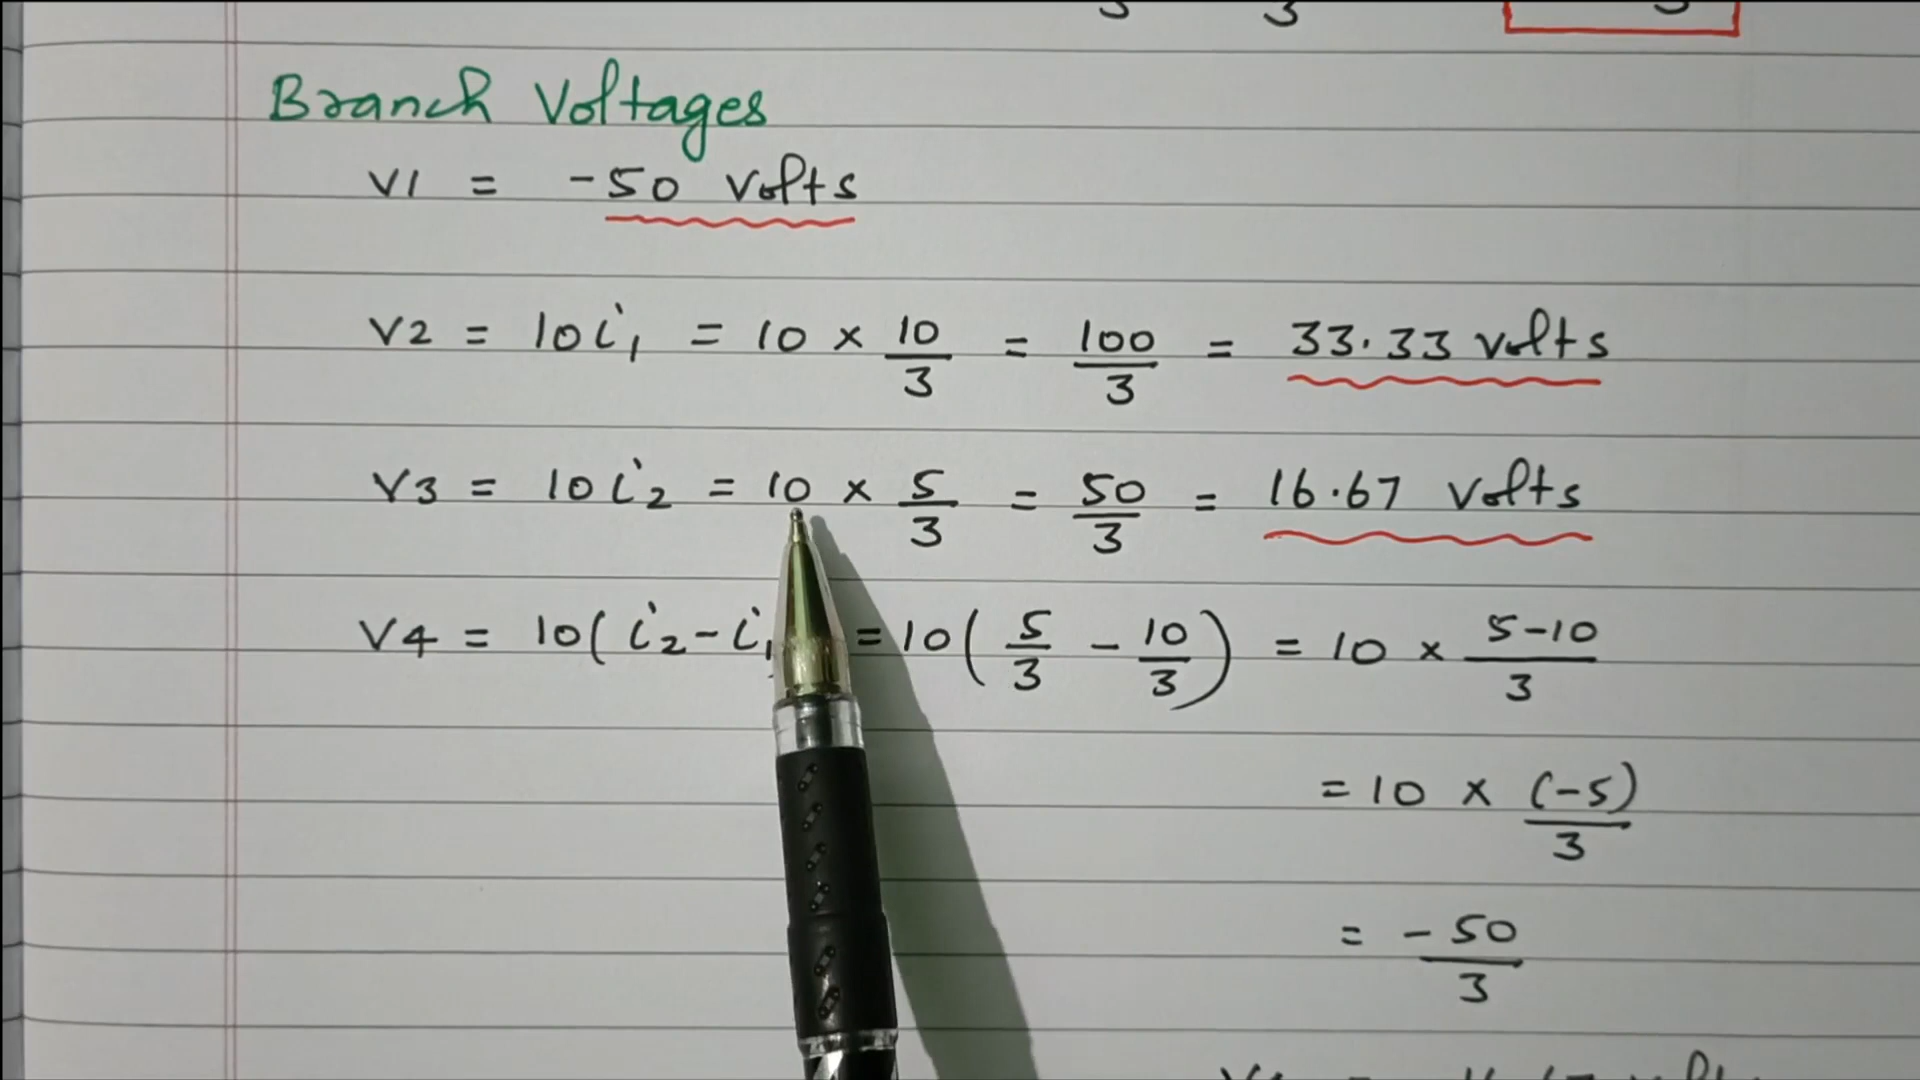 Branch Voltages
V1 = -50 volts
V2 = 10i₁ = 10 × 10/3 = 100/3 = 33.33 volts
V3 = 10i₂ = 10 × 5/3 = 50/3 = 16.67 volts
V4 = 10(i₂-i₁ = 10(5/3 - 10/3) = 10 × 5-10/3
= 10 × (-5)/3
= -50/3